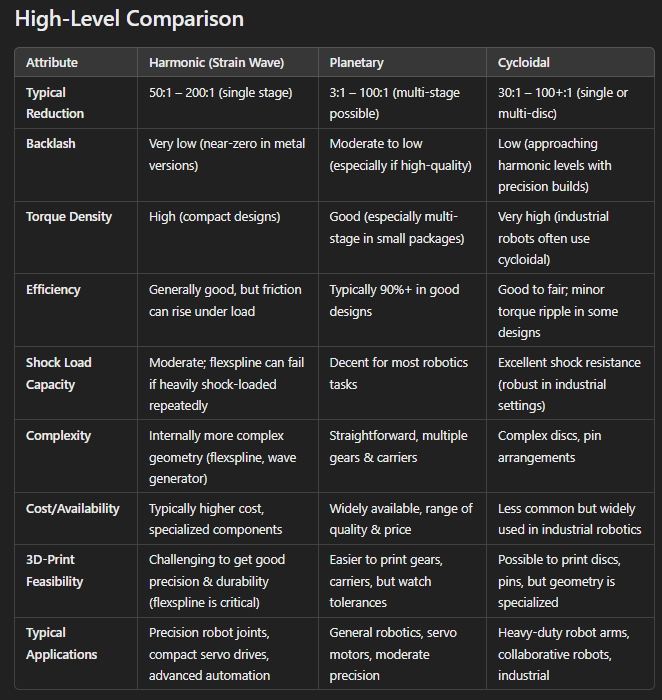 High-Level Comparison
Attribute Harmonic (Strain Wave) Planetary Cycloidal
Typical 50:1 – 200:1 (single stage) 3:1 – 100:1 (multi-stage 30:1 – 100+:1 (single or
Reduction possible) multi-disc)
Backlash Very low (near-zero in metal Moderate to low Low (approaching
versions) (especially if high-quality) harmonic levels with
precision builds)
Torque Density High (compact designs) Good (especially multi- Very high (industrial
stage in small packages) robots often use
cycloidal)
Efficiency Generally good, but friction Typically 90%+ in good Good to fair; minor
can rise under load designs torque ripple in some
designs
Shock Load Moderate; flexspline can fail Decent for most robotics Excellent shock resistance
Capacity if heavily shock-loaded tasks (robust in industrial
repeatedly settings)
Complexity Internally more complex Straightforward, multiple Complex discs, pin
geometry (flexspline, wave gears & carriers arrangements
generator)
Cost/Availability Typically higher cost, Widely available, range of Less common but widely
specialized components quality & price used in industrial robotics
3D-Print Challenging to get good Easier to print gears, Possible to print discs,
Feasibility precision & durability carriers, but watch pins, but geometry is
(flexspline is critical) tolerances specialized
Typical Precision robot joints, General robotics, servo Heavy-duty robot arms,
Applications compact servo drives, motors, moderate collaborative robots,
advanced automation precision industrial